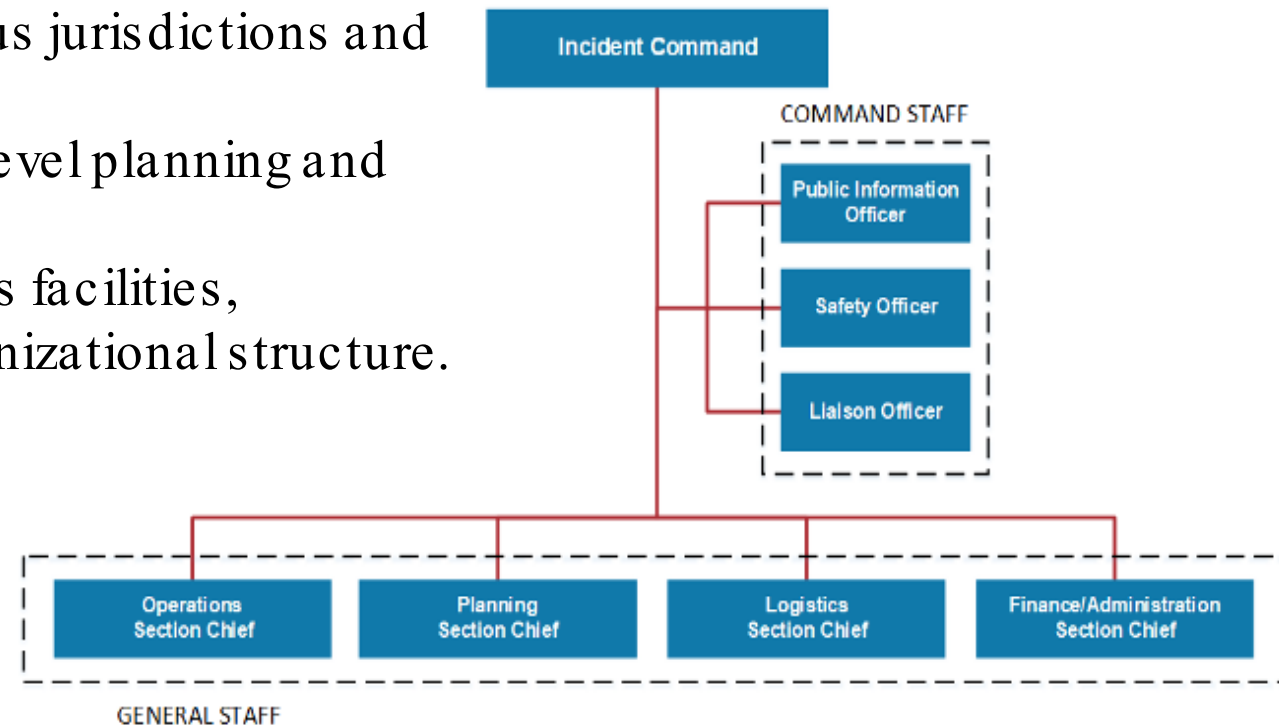 us jurisdictions and
evel planning and
s facilities,
nizational structure.
Incident Command
COMMAND STAFF
Public Information
Officer
Safety Officer
Liaison Officer
Operations
Section Chief
Planning
Section Chief
Logistics
Section Chief
Finance/Administration
Section Chief
GENERAL STAFF